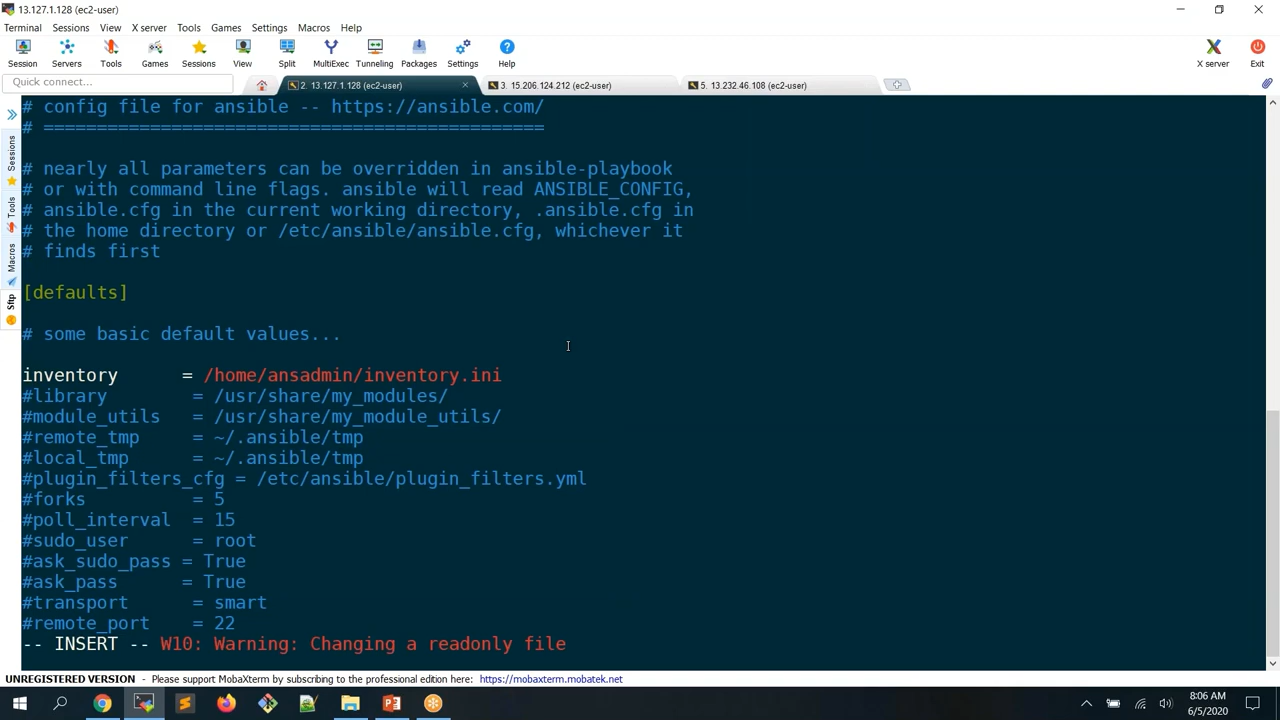 13.127.1.128 (ec2-user)
Terminal Sessions View X server Tools Games Settings Macros Help
Session Servers Tools Games Sessions View Split MultiExec Tunneling Packages Settings Help X server Exit
Quick connect... 2. 13.127.1.128 (ec2-user) 3. 15.206.124.212 (ec2-user) 5. 13.232.46.108 (ec2-user)
Sessions
Tools
Macros
Sftp
# config file for ansible -- https://ansible.com/
# ===============================================
# nearly all parameters can be overridden in ansible-playbook
# or with command line flags. ansible will read ANSIBLE_CONFIG,
# ansible.cfg in the current working directory, .ansible.cfg in
# the home directory or /etc/ansible/ansible.cfg, whichever it
# finds first
[defaults]
# some basic default values...
inventory = /home/ansadmin/inventory.ini
#library = /usr/share/my_modules/
#module_utils = /usr/share/my_module_utils/
#remote_tmp = ~/.ansible/tmp
#local_tmp = ~/.ansible/tmp
#plugin_filters_cfg = /etc/ansible/plugin_filters.yml
#forks = 5
#poll_interval = 15
#sudo_user = root
#ask_sudo_pass = True
#ask_pass = True
#transport = smart
#remote_port = 22
-- INSERT -- W10: Warning: Changing a readonly file
UNREGISTERED VERSION - Please support MobaXterm by subscribing to the professional edition here: https://mobaxterm.mobatek.net
8:06 AM
6/5/2020